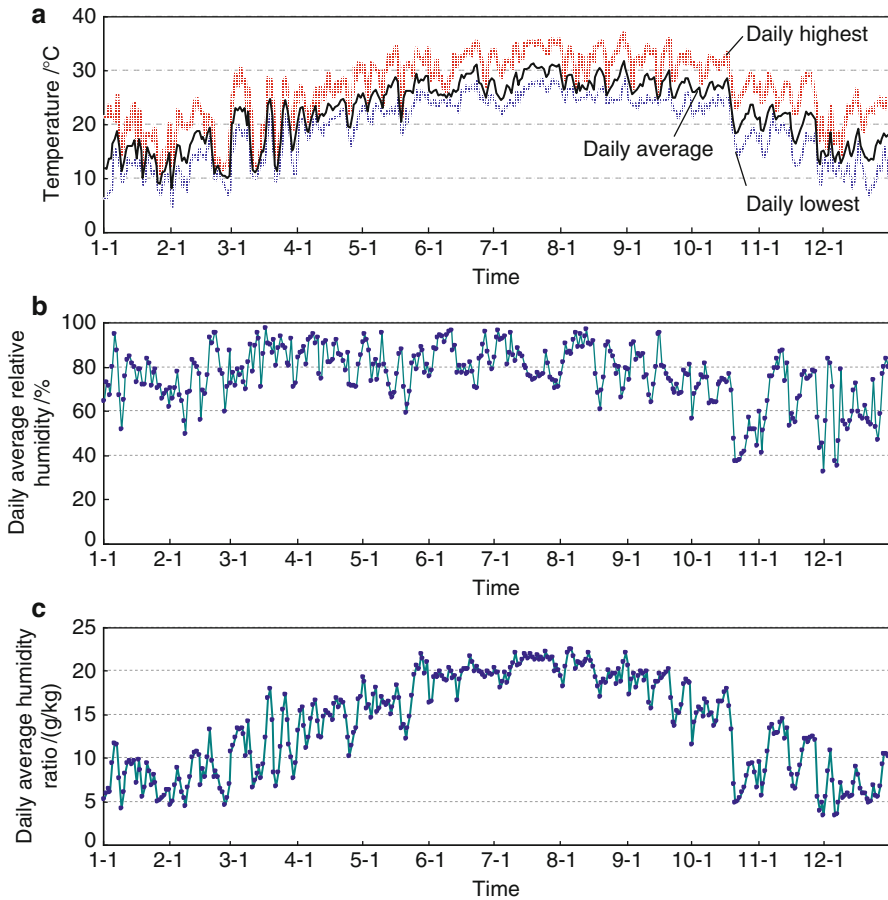 a
Temperature /°C
40
30
20
10
0
Daily highest
Daily average
Daily lowest
1-1 2-1 3-1 4-1 5-1 6-1 7-1 8-1 9-1 10-1 11-1 12-1
Time
b
Daily average relative
humidity /%
100
80
60
40
20
0
1-1 2-1 3-1 4-1 5-1 6-1 7-1 8-1 9-1 10-1 11-1 12-1
Time
c
Daily average humidity
ratio /(g/kg)
25
20
15
10
5
0
1-1 2-1 3-1 4-1 5-1 6-1 7-1 8-1 9-1 10-1 11-1 12-1
Time